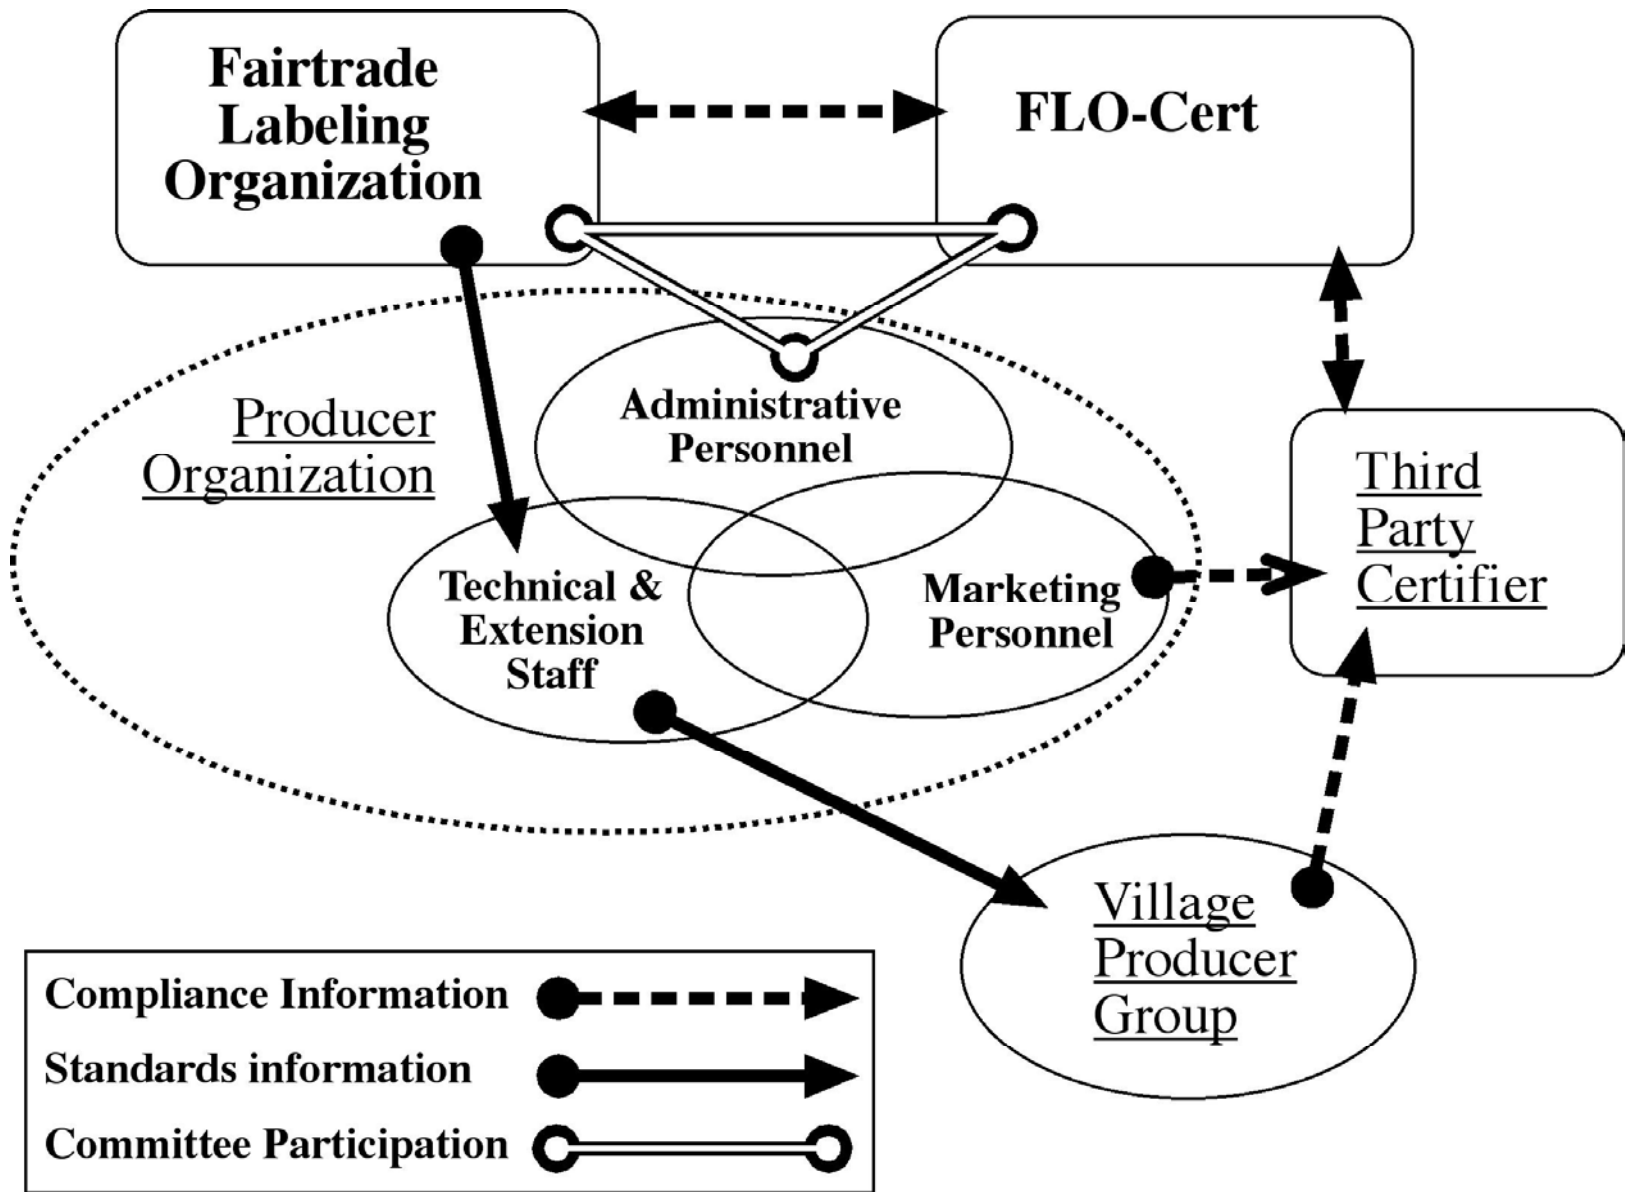 Fairtrade
Labeling
Organization
FLO-Cert
Producer
Organization
Administrative
Personnel
Technical &
Extension
Staff
Marketing
Personnel
Third
Party
Certifier
Village
Producer
Group
Compliance Information
Standards information
Committee Participation